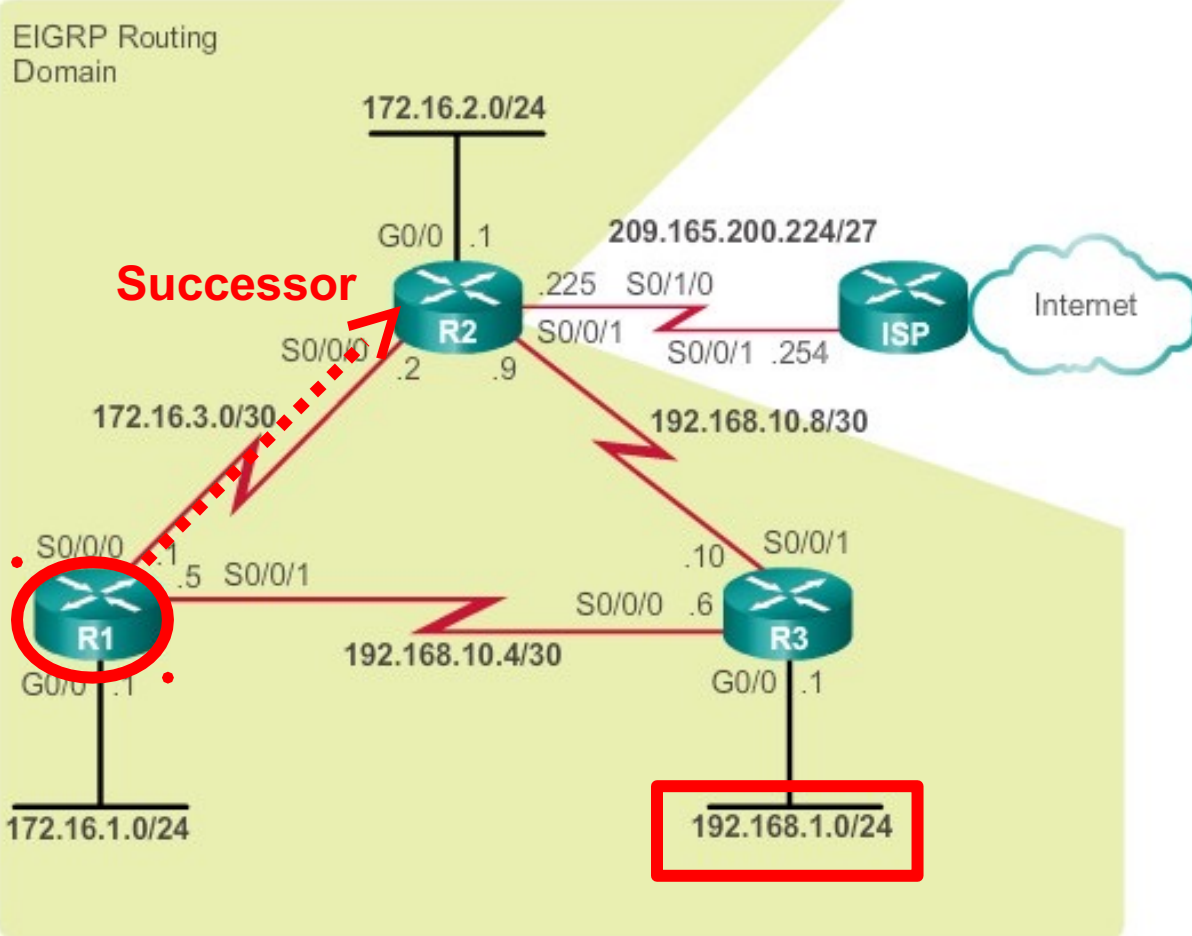 EIGRP Routing
Domain
172.16.2.0/24
G0/0 .1
209.165.200.224/27
Successor
.225 S0/1/0
Internet
R2
ISP
S0/0/1
S0/0/0
S0/0/1 .254
.2 .9
172.16.3.0/30
192.168.10.8/30
S0/0/0 .1
.10 S0/0/1
.5 S0/0/1
S0/0/0 .6
R1
R3
192.168.10.4/30
G0/0 .1
G0/0 .1
172.16.1.0/24
192.168.1.0/24